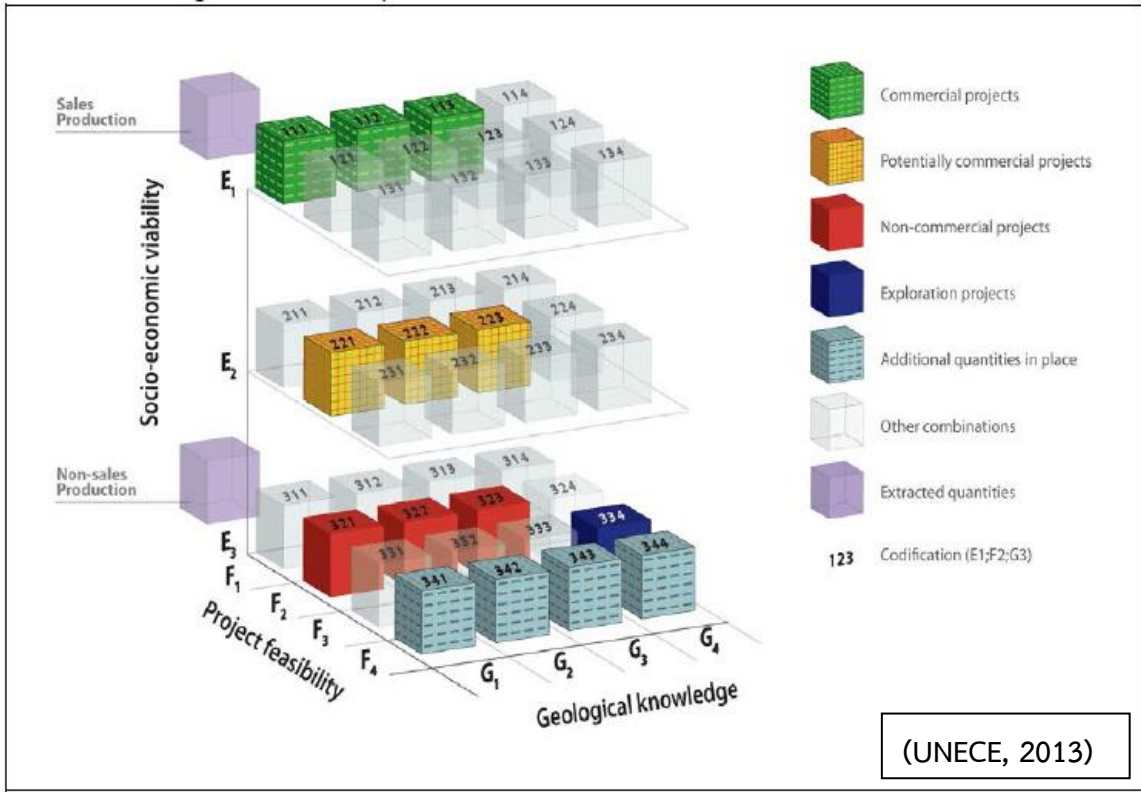 Sales
Production
Socio-economic viability
Non-sales
Production
E1
E2
E3
111
112
113
114
121
122
123
124
131
132
133
134
211
212
213
214
221
222
223
224
231
232
233
234
311
312
313
314
321
322
323
324
331
332
333
334
341
342
343
344
F1
F2
F3
F4
Project feasibility
G1
G2
G3
G4
Geological knowledge
Commercial projects
Potentially commercial projects
Non-commercial projects
Exploration projects
Additional quantities in place
Other combinations
Extracted quantities
123 Codification (E1;F2;G3)
(UNECE, 2013)